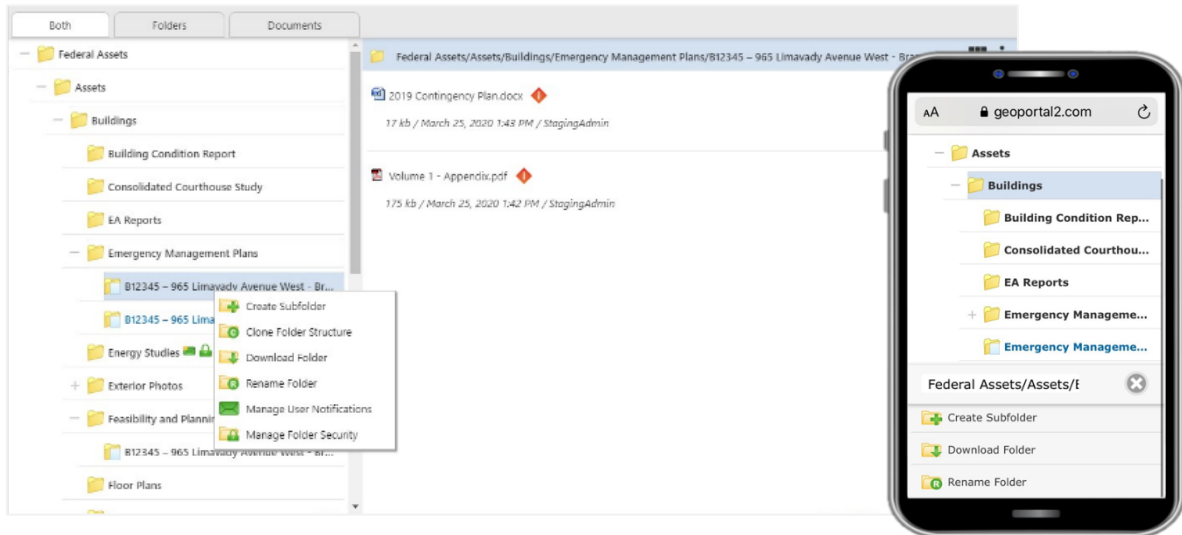 Both
Folders
Documents
Federal Assets
Assets
Buildings
Building Condition Report
Consolidated Courthouse Study
EA Reports
Emergency Management Plans
B12345 – 965 Limavady Avenue West - Br...
B12345 – 965 Lima
Energy Studies
Exterior Photos
Feasibility and Plannin
B12345 – 965 Limavady Avenue West - Br...
Floor Plans
Create Subfolder
Clone Folder Structure
Download Folder
Rename Folder
Manage User Notifications
Manage Folder Security
Federal Assets/Assets/Buildings/Emergency Management Plans/B12345 – 965 Limavady Avenue West - Bra
2019 Contingency Plan.docx
17 kb / March 25, 2020 1:43 PM / StagingAdmin
Volume 1 - Appendix.pdf
175 kb / March 25, 2020 1:42 PM / StagingAdmin
AA geoportal2.com
Assets
Buildings
Building Condition Rep...
Consolidated Courthou...
EA Reports
Emergency Manageme...
Emergency Manageme...
Federal Assets/Assets/
Create Subfolder
Download Folder
Rename Folder